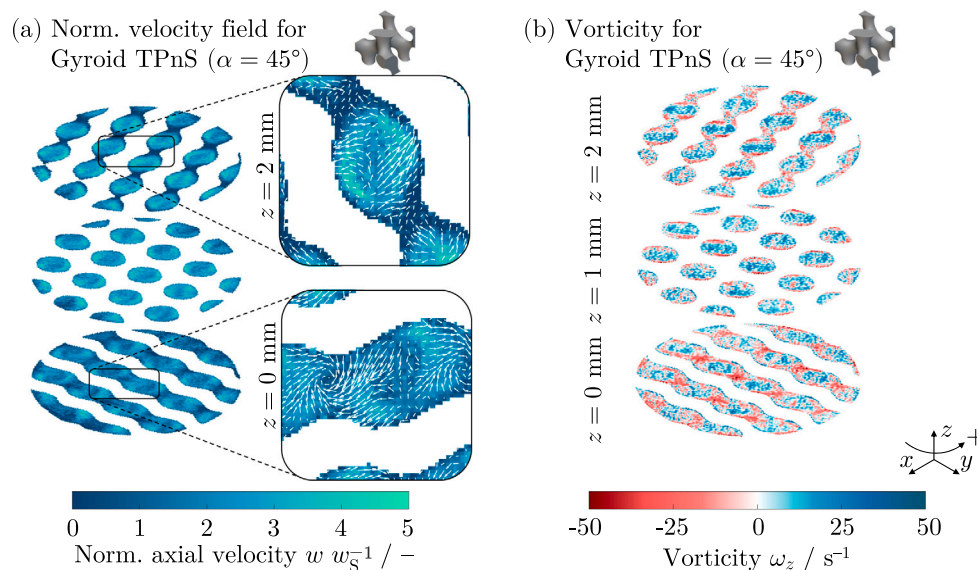 (a) Norm. velocity field for
Gyroid TPnS (α = 45°)
z = 2 mm
z = 0 mm
0 1 2 3 4 5
Norm. axial velocity w w_S^{-1} / −
(b) Vorticity for
Gyroid TPnS (α = 45°)
z = 2 mm
z = 1 mm
z = 0 mm
z
+
x
y
-50 -25 0 25 50
Vorticity ω_z / s^{-1}